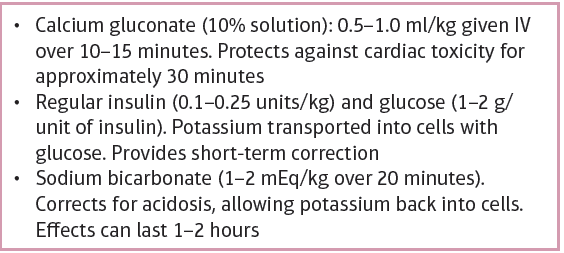 • Calcium gluconate (10% solution): 0.5–1.0 ml/kg given IV
over 10–15 minutes. Protects against cardiac toxicity for
approximately 30 minutes
• Regular insulin (0.1–0.25 units/kg) and glucose (1–2 g/
unit of insulin). Potassium transported into cells with
glucose. Provides short-term correction
• Sodium bicarbonate (1–2 mEq/kg over 20 minutes).
Corrects for acidosis, allowing potassium back into cells.
Effects can last 1–2 hours